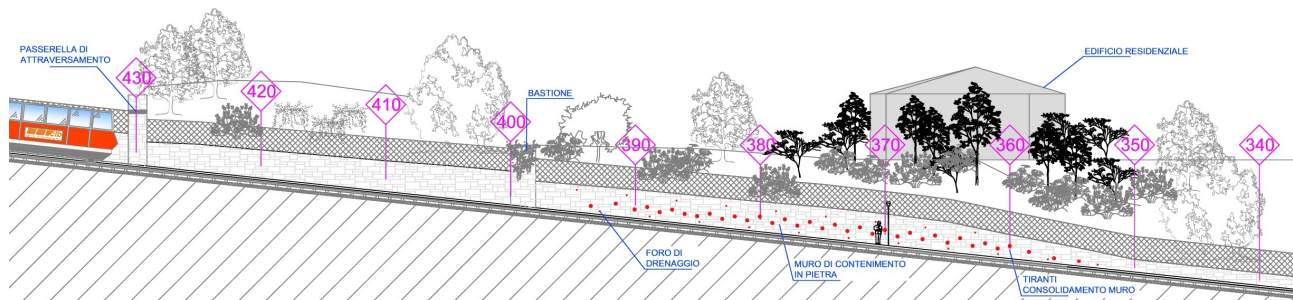 PASSERELLA DI
ATTRAVERSAMENTO
430
420
410
400
BASTIONE
390
380
370
360
350
340
EDIFICIO RESIDENZIALE
FORO DI
DRENAGGIO
MURO DI CONTENIMENTO
IN PIETRA
TIRANTI
CONSOLIDAMENTO MURO